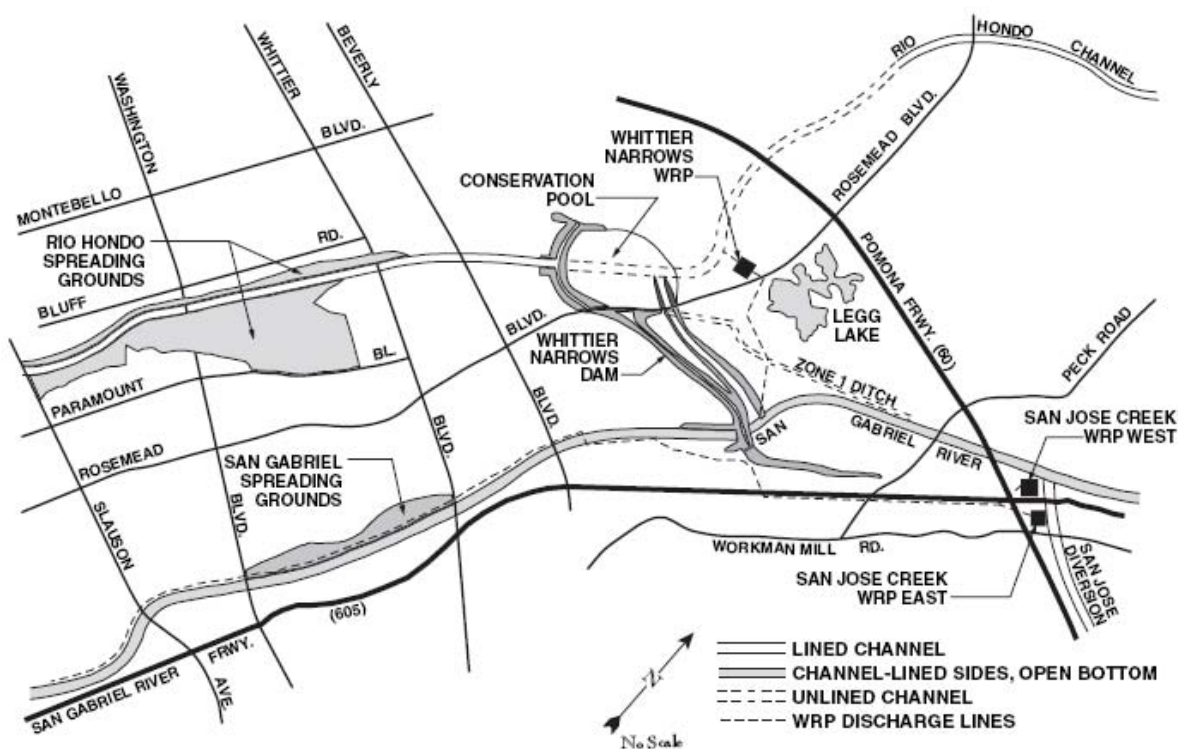 RIO
HONDO
CHANNEL
WHITTIER
BEVERLY
WASHINGTON
BLVD.
ROSEMEAD BLVD.
WHITTIER
NARROWS
WRP
CONSERVATION
POOL
MONTEBELLO
RIO HONDO
SPREADING
GROUNDS
RD.
BLUFF
POMONA FRWY. (60)
LEGG
LAKE
PECK ROAD
BLVD.
WHITTIER
NARROWS
DAM
BL.
PARAMOUNT
ZONE 1 DITCH
SAN
GABRIEL
RIVER
SAN JOSE CREEK
WRP WEST
ROSEMEAD
BLVD.
BLVD.
SAN GABRIEL
SPREADING
GROUNDS
SLAUSON
BLVD.
WORKMAN MILL
RD.
SAN JOSE
DIVERSION
SAN JOSE CREEK
WRP EAST
(605)
FRWY.
SAN GABRIEL RIVER
AVE.
N
No Scale
LINED CHANNEL
CHANNEL-LINED SIDES, OPEN BOTTOM
UNLINED CHANNEL
WRP DISCHARGE LINES